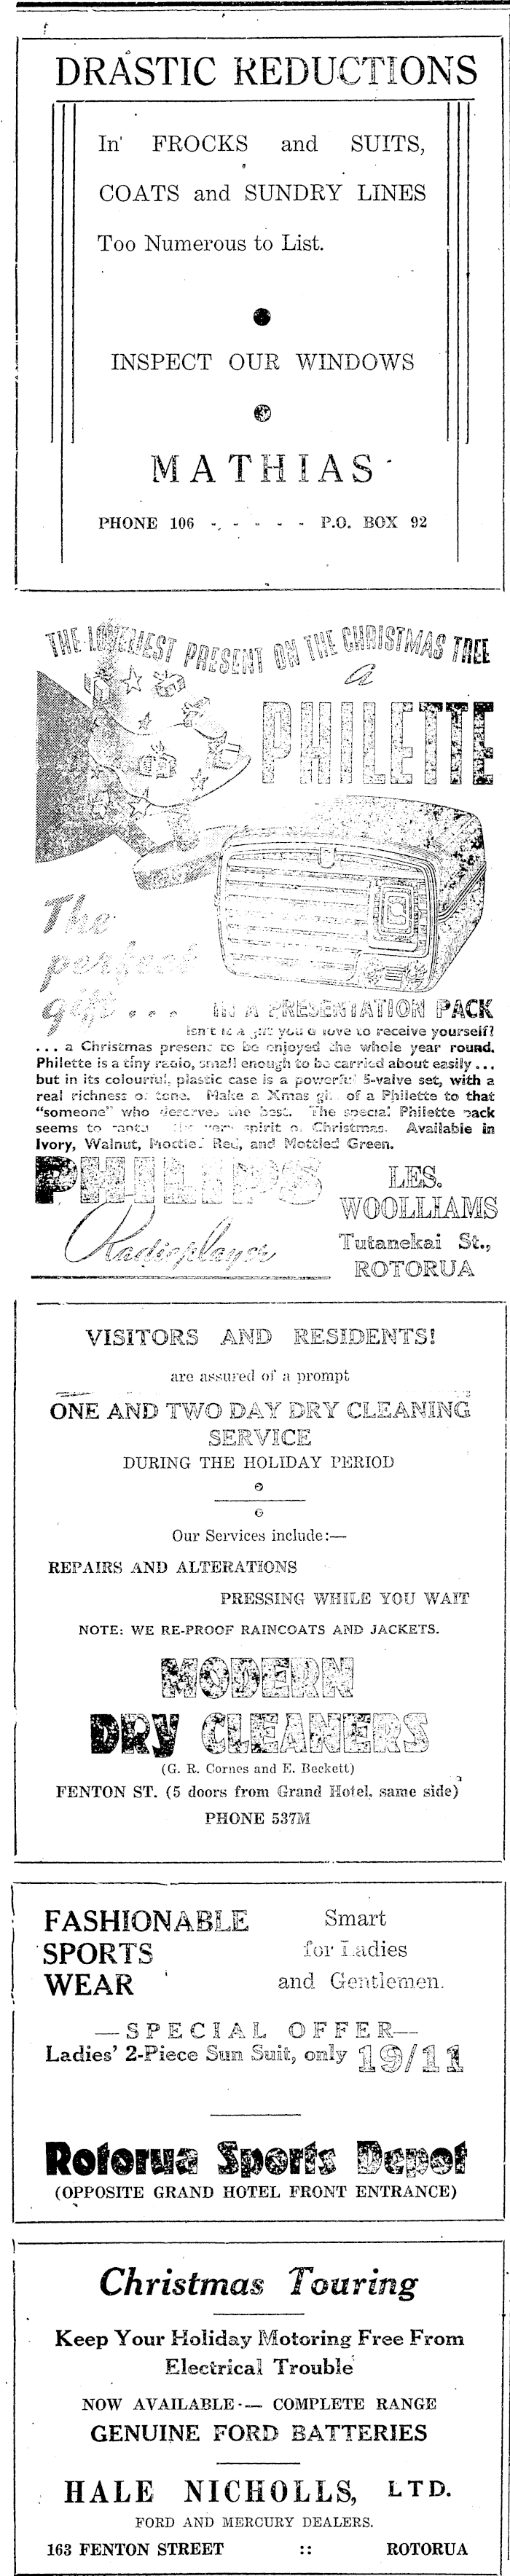 DRASTIC REDUCTIONS
In FROCKS and SUITS,
COATS and SUNDRY LINES
Too Numerous to List.
INSPECT OUR WINDOWS
MATHIAS
PHONE 106 - - - - - P.O. BOX 92
THE LOVELIEST PRESENT ON THE CHRISTMAS TREE
a
PHILETTE
The
perfect
gift . . .
IN A PRESENTATION PACK
Isn't it a gift you'd love to receive yourself?
. . . a Christmas present to be enjoyed the whole year round.
Philette is a tiny radio, small enough to be carried about easily . . .
but in its colourful, plastic case is a powerful 5-valve set, with a
real richness of tone. Make a Xmas gift of a Philette to that
"someone" who deserves the best. The special Philette pack
seems to the very spirit of Christmas. Available in
Ivory, Walnut, Mottled Red, and Mottled Green.
PHILIPS
Radioplayer
LES.
WOOLLIAMS
Tutanekai St.,
ROTORUA
VISITORS AND RESIDENTS!
are assured of a prompt
ONE AND TWO DAY DRY CLEANING
SERVICE
DURING THE HOLIDAY PERIOD
Our Services include:—
REPAIRS AND ALTERATIONS
PRESSING WHILE YOU WAIT
NOTE: WE RE-PROOF RAINCOATS AND JACKETS.
MODERN
DRY CLEANERS
(G. R. Cornes and E. Beckett)
FENTON ST. (5 doors from Grand Hotel, same side)
PHONE 537M
FASHIONABLE
SPORTS
WEAR
Smart
for Ladies
and Gentlemen.
—SPECIAL OFFER—
Ladies' 2-Piece Sun Suit, only 19/11
Rotorua Sports Depot
(OPPOSITE GRAND HOTEL FRONT ENTRANCE)
Christmas Touring
Keep Your Holiday Motoring Free From
Electrical Trouble
NOW AVAILABLE — COMPLETE RANGE
GENUINE FORD BATTERIES
HALE NICHOLLS, LTD.
FORD AND MERCURY DEALERS.
163 FENTON STREET :: ROTORUA